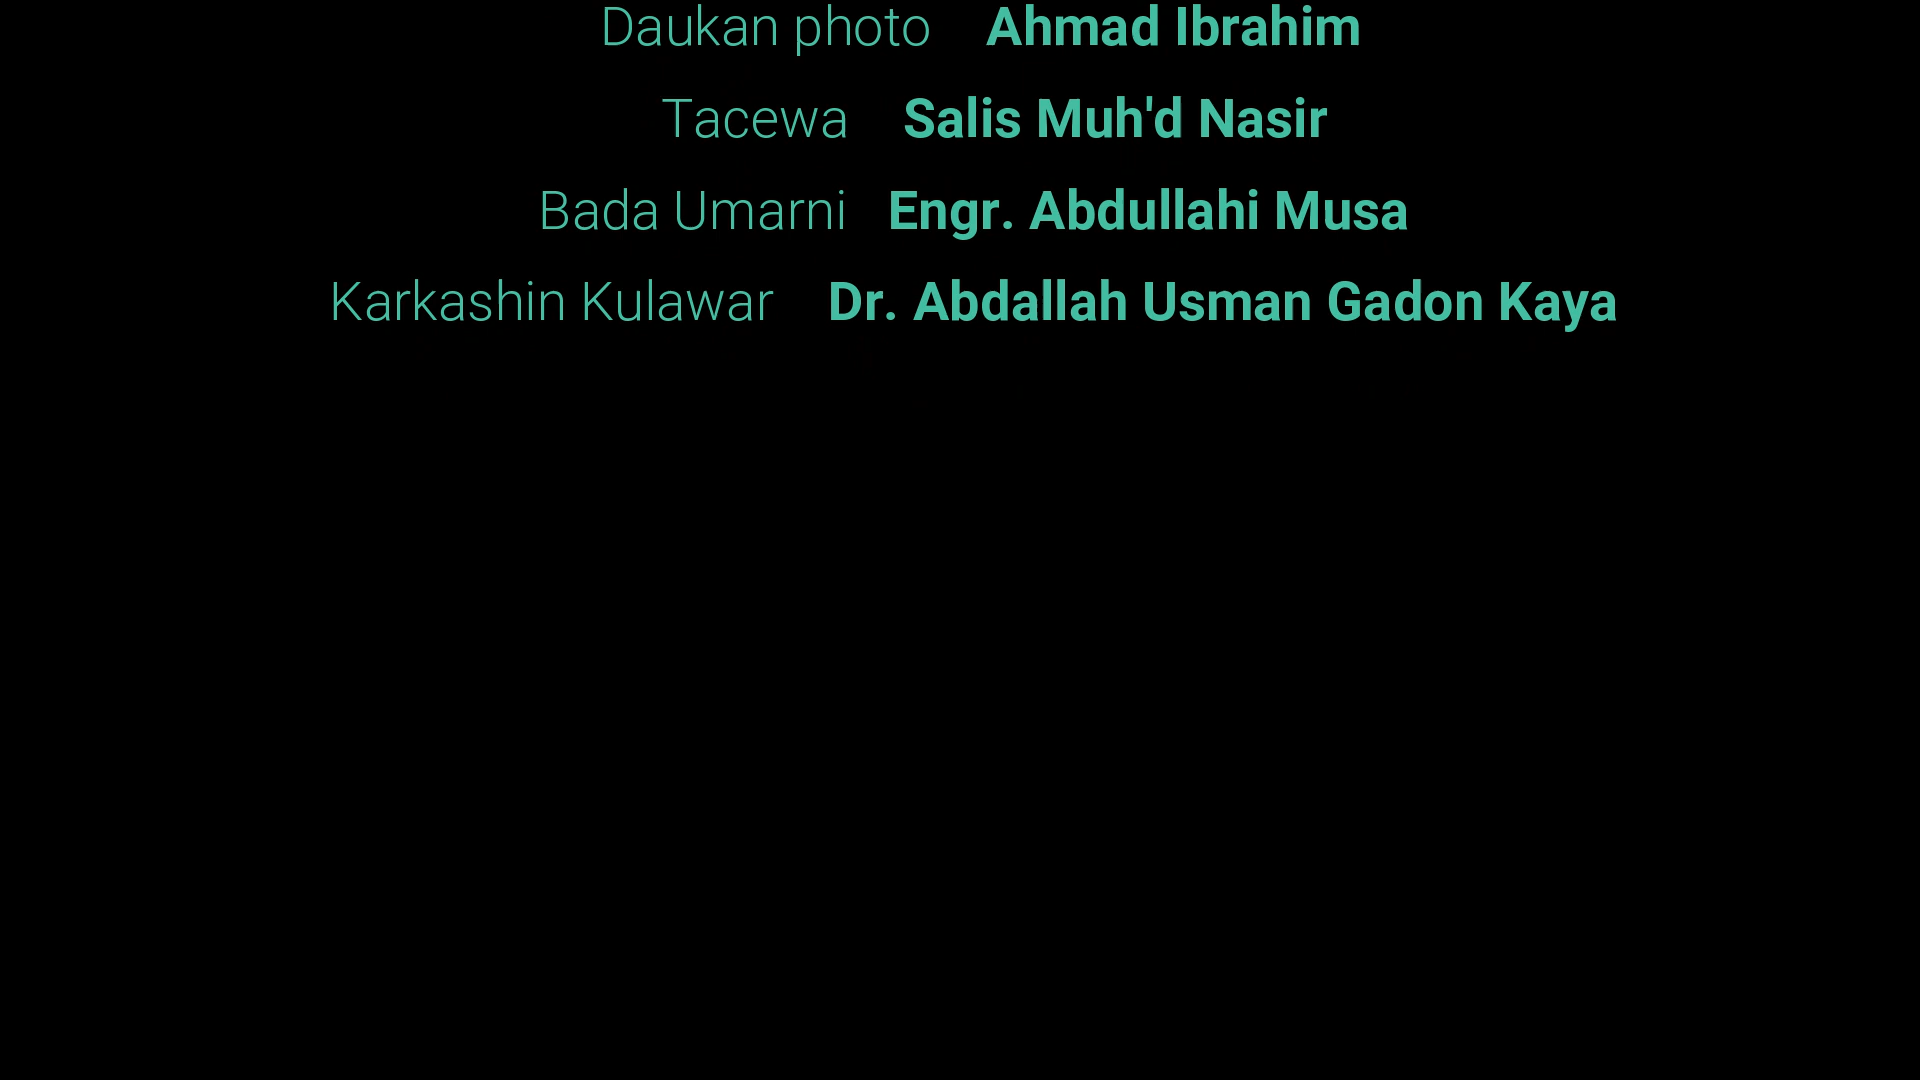 Daukan photo Ahmad Ibrahim
Tacewa Salis Muh'd Nasir
Bada Umarni Engr. Abdullahi Musa
Karkashin Kulawar Dr. Abdallah Usman Gadon Kaya